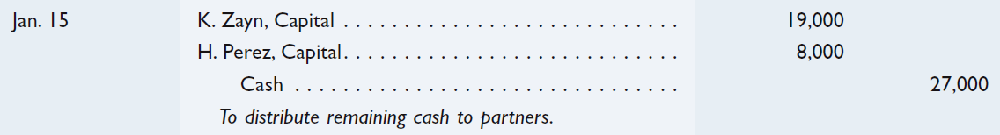 Jan. 15 K. Zayn, Capital . . . . . . . . . . . . . . . . . . . . . . . . . . . . 19,000
H. Perez, Capital. . . . . . . . . . . . . . . . . . . . . . . . . . . . 8,000
Cash . . . . . . . . . . . . . . . . . . . . . . . . . . . . . . . . 27,000
To distribute remaining cash to partners.